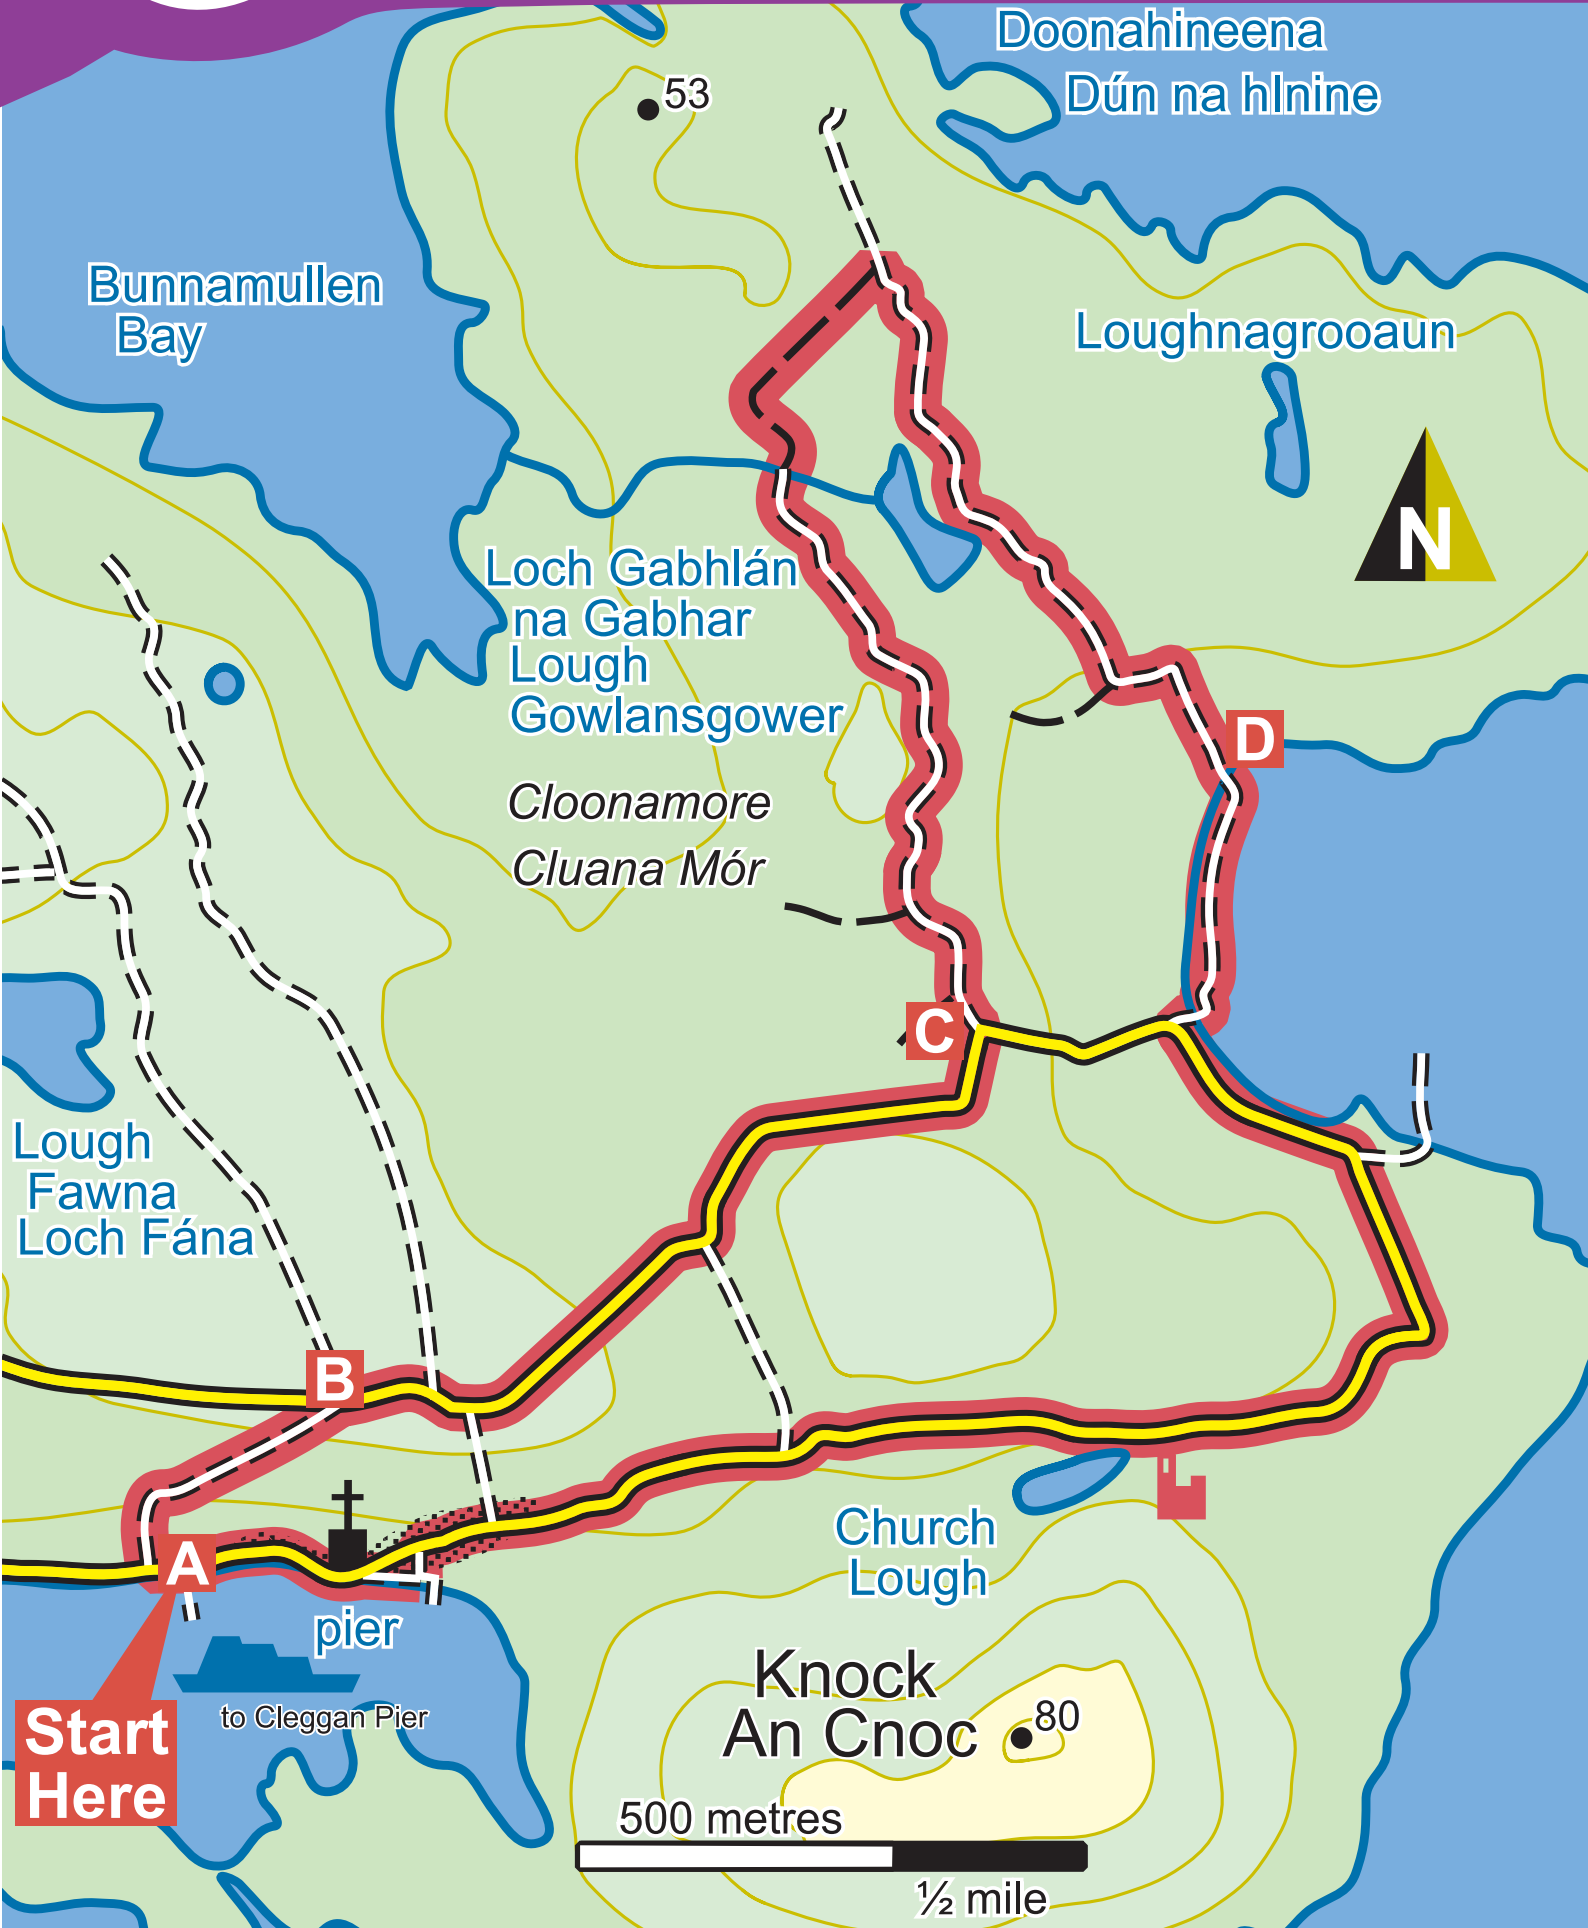 Doonahineena
Dún na hInine
53
Bunnamullen
Bay
Loughnagrooaun
N
Loch Gabhlán
na Gabhar
Lough
Gowlansgower
D
Cloonamore
Cluana Mór
C
Lough
Fawna
Loch Fána
B
A
Church
Lough
pier
to Cleggan Pier
Knock
An Cnoc
80
Start
Here
500 metres
½ mile